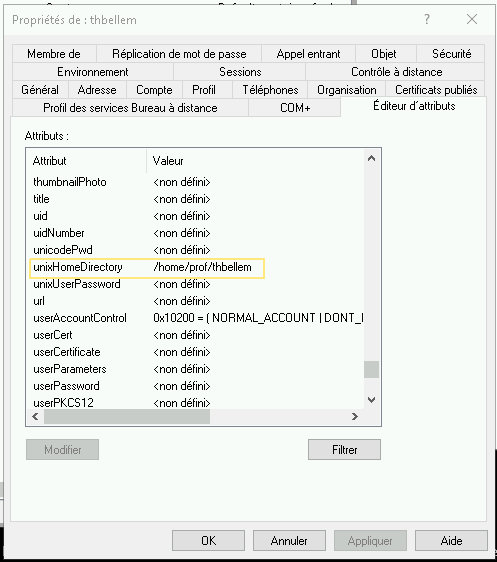 Propriétés de : thbellem ? ×
Membre de Réplication de mot de passe Appel entrant Objet Sécurité
Environnement Sessions Contrôle à distance
Général Adresse Compte Profil Téléphones Organisation Certificats publiés
Profil des services Bureau à distance COM+ Éditeur d'attributs
Attributs :
Attribut Valeur
thumbnailPhoto <non défini>
title <non défini>
uid <non défini>
uidNumber <non défini>
unicodePwd <non défini>
unixHomeDirectory /home/prof/thbellem
unixUserPassword <non défini>
url <non défini>
userAccountControl 0x10200 = ( NORMAL_ACCOUNT | DONT_
userCert <non défini>
userCertificate <non défini>
userParameters <non défini>
userPassword <non défini>
userPKCS12 <non défini>
Modifier Filtrer
OK Annuler Appliquer Aide